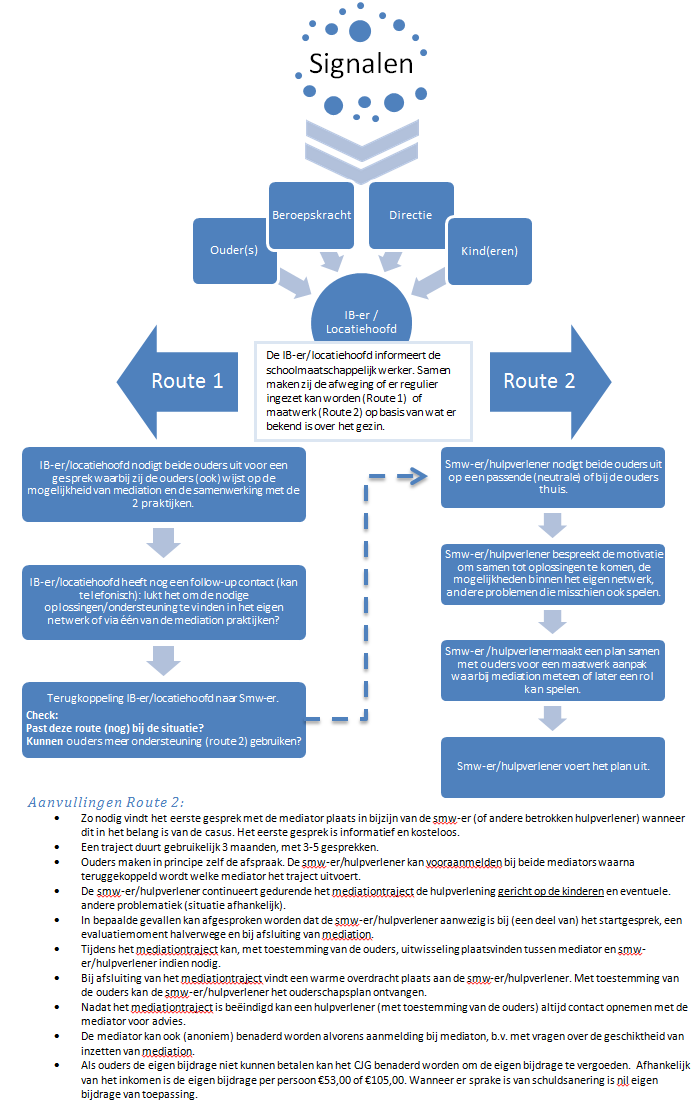 Signalen
Ouder(s)
Beroepskracht
Directie
Kind(eren)
IB-er /
Locatiehoofd
De IB-er/locatiehoofd informeert de
schoolmaatschappelijk werker. Samen
maken zij de afweging of er regulier
ingezet kan worden (Route 1) of
maatwerk (Route 2) op basis van wat er
bekend is over het gezin.
Route 1
Route 2
IB-er/locatiehoofd nodigt beide ouders uit voor een
gesprek waarbij zij de ouders (ook) wijst op de
mogelijkheid van mediation en de samenwerking met de
2 praktijken.
IB-er/locatiehoofd heeft nog een follow-up contact (kan
telefonisch): lukt het om de nodige
oplossingen/ondersteuning te vinden in het eigen
netwerk of via één van de mediation praktijken?
Terugkoppeling IB-er/locatiehoofd naar Smw-er.
Check:
Past deze route (nog) bij de situatie?
Kunnen ouders meer ondersteuning (route 2) gebruiken?
Smw-er/hulpverlener nodigt beide ouders uit
op een passende (neutrale) of bij de ouders
thuis.
Smw-er/hulpverlener bespreekt de motivatie
om samen tot oplossingen te komen, de
mogelijkheden binnen het eigen netwerk,
andere problemen die misschien ook spelen.
Smw-er /hulpverlenermaakt een plan samen
met ouders voor een maatwerk aanpak
waarbij mediation meteen of later een rol
kan spelen.
Smw-er/hulpverlener voert het plan uit.
Aanvullingen Route 2:
• Zo nodig vindt het eerste gesprek met de mediator plaats in bijzijn van de smw-er (of andere betrokken hulpverlener) wanneer
dit in het belang is van de casus. Het eerste gesprek is informatief en kosteloos.
• Een traject duurt gebruikelijk 3 maanden, met 3-5 gesprekken.
• Ouders maken in principe zelf de afspraak. De smw-er/hulpverlener kan vooraanmelden bij beide mediators waarna
teruggekoppeld wordt welke mediator het traject uitvoert.
• De smw-er/hulpverlener continueert gedurende het mediationtraject de hulpverlening gericht op de kinderen en eventuele.
andere problematiek (situatie afhankelijk).
• In bepaalde gevallen kan afgesproken worden dat de smw-er/hulpverlener aanwezig is bij (een deel van) het startgesprek, een
evaluatiemoment halverwege en bij afsluiting van mediation.
• Tijdens het mediationtraject kan, met toestemming van de ouders, uitwisseling plaatsvinden tussen mediator en smw-
er/hulpverlener indien nodig.
• Bij afsluiting van het mediationtraject vindt een warme overdracht plaats aan de smw-er/hulpverlener. Met toestemming van
de ouders kan de smw-er/hulpverlener het ouderschapsplan ontvangen.
• Nadat het mediationtraject is beëindigd kan een hulpverlener (met toestemming van de ouders) altijd contact opnemen met de
mediator voor advies.
• De mediator kan ook (anoniem) benaderd worden alvorens aanmelding bij mediaton, b.v. met vragen over de geschiktheid van
inzetten van mediation.
• Als ouders de eigen bijdrage niet kunnen betalen kan het CJG benaderd worden om de eigen bijdrage te vergoeden. Afhankelijk
van het inkomen is de eigen bijdrage per persoon €53,00 of €105,00. Wanneer er sprake is van schuldsanering is nil eigen
bijdrage van toepassing.